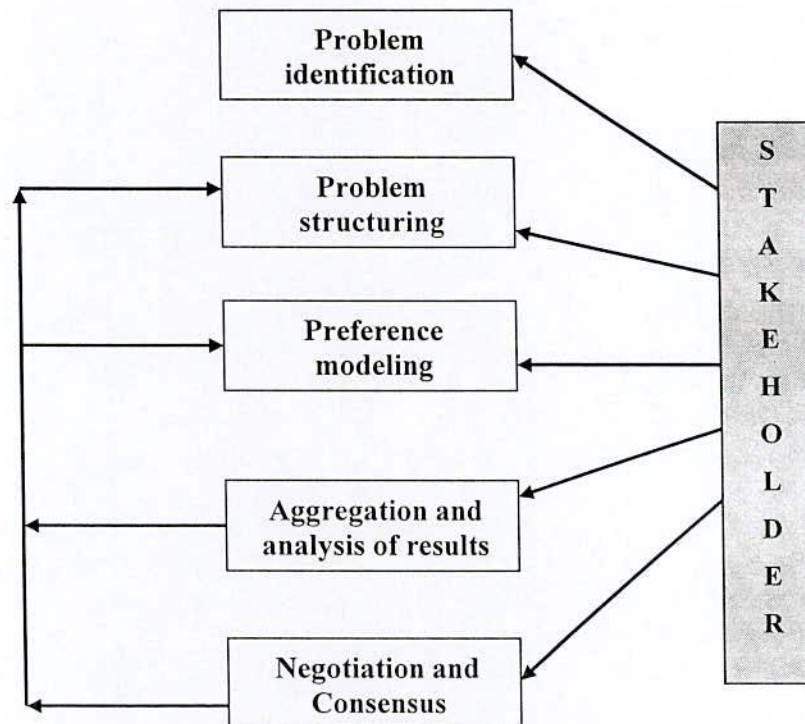 Problem
identification
Problem
structuring
Preference
modeling
Aggregation and
analysis of results
Negotiation and
Consensus
S
T
A
K
E
H
O
L
D
E
R